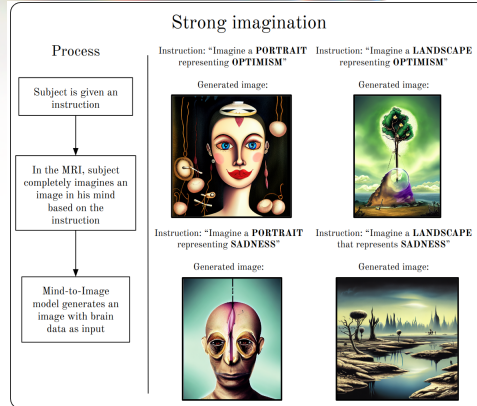 Strong imagination
Process
Subject is given an
instruction
In the MRI, subject
completely imagines an
image in his mind
based on the
instruction
Mind-to-Image
model generates an
image with brain
data as input
Instruction: “Imagine a PORTRAIT
representing OPTIMISM”
Generated image:
Instruction: “Imagine a LANDSCAPE
representing OPTIMISM”
Generated image:
Instruction: “Imagine a PORTRAIT
representing SADNESS”
Generated image:
Instruction: “Imagine a LANDSCAPE
that represents SADNESS”
Generated image: